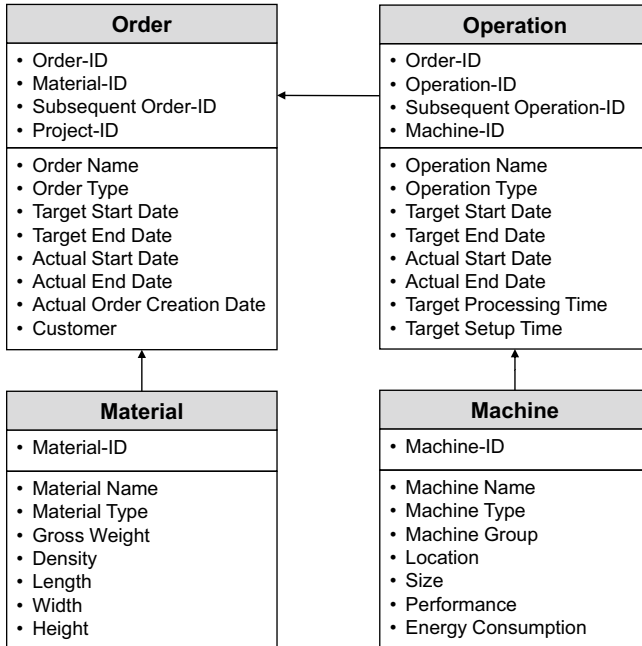 Order
• Order-ID
• Material-ID
• Subsequent Order-ID
• Project-ID
• Order Name
• Order Type
• Target Start Date
• Target End Date
• Actual Start Date
• Actual End Date
• Actual Order Creation Date
• Customer
Operation
• Order-ID
• Operation-ID
• Subsequent Operation-ID
• Machine-ID
• Operation Name
• Operation Type
• Target Start Date
• Target End Date
• Actual Start Date
• Actual End Date
• Target Processing Time
• Target Setup Time
Material
• Material-ID
• Material Name
• Material Type
• Gross Weight
• Density
• Length
• Width
• Height
Machine
• Machine-ID
• Machine Name
• Machine Type
• Machine Group
• Location
• Size
• Performance
• Energy Consumption